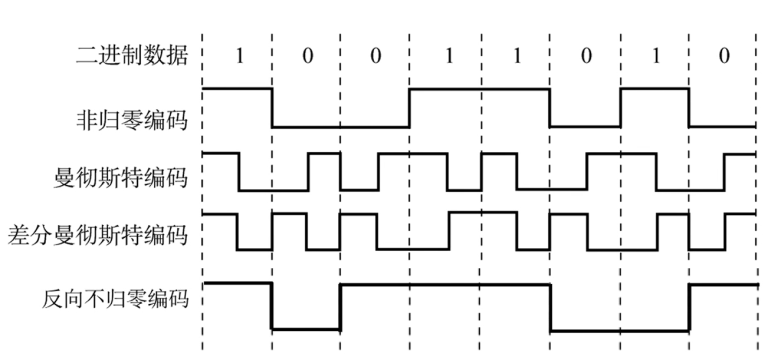 二进制数据 1 0 0 1 1 0 1 0
非归零编码
曼彻斯特编码
差分曼彻斯特编码
反向不归零编码